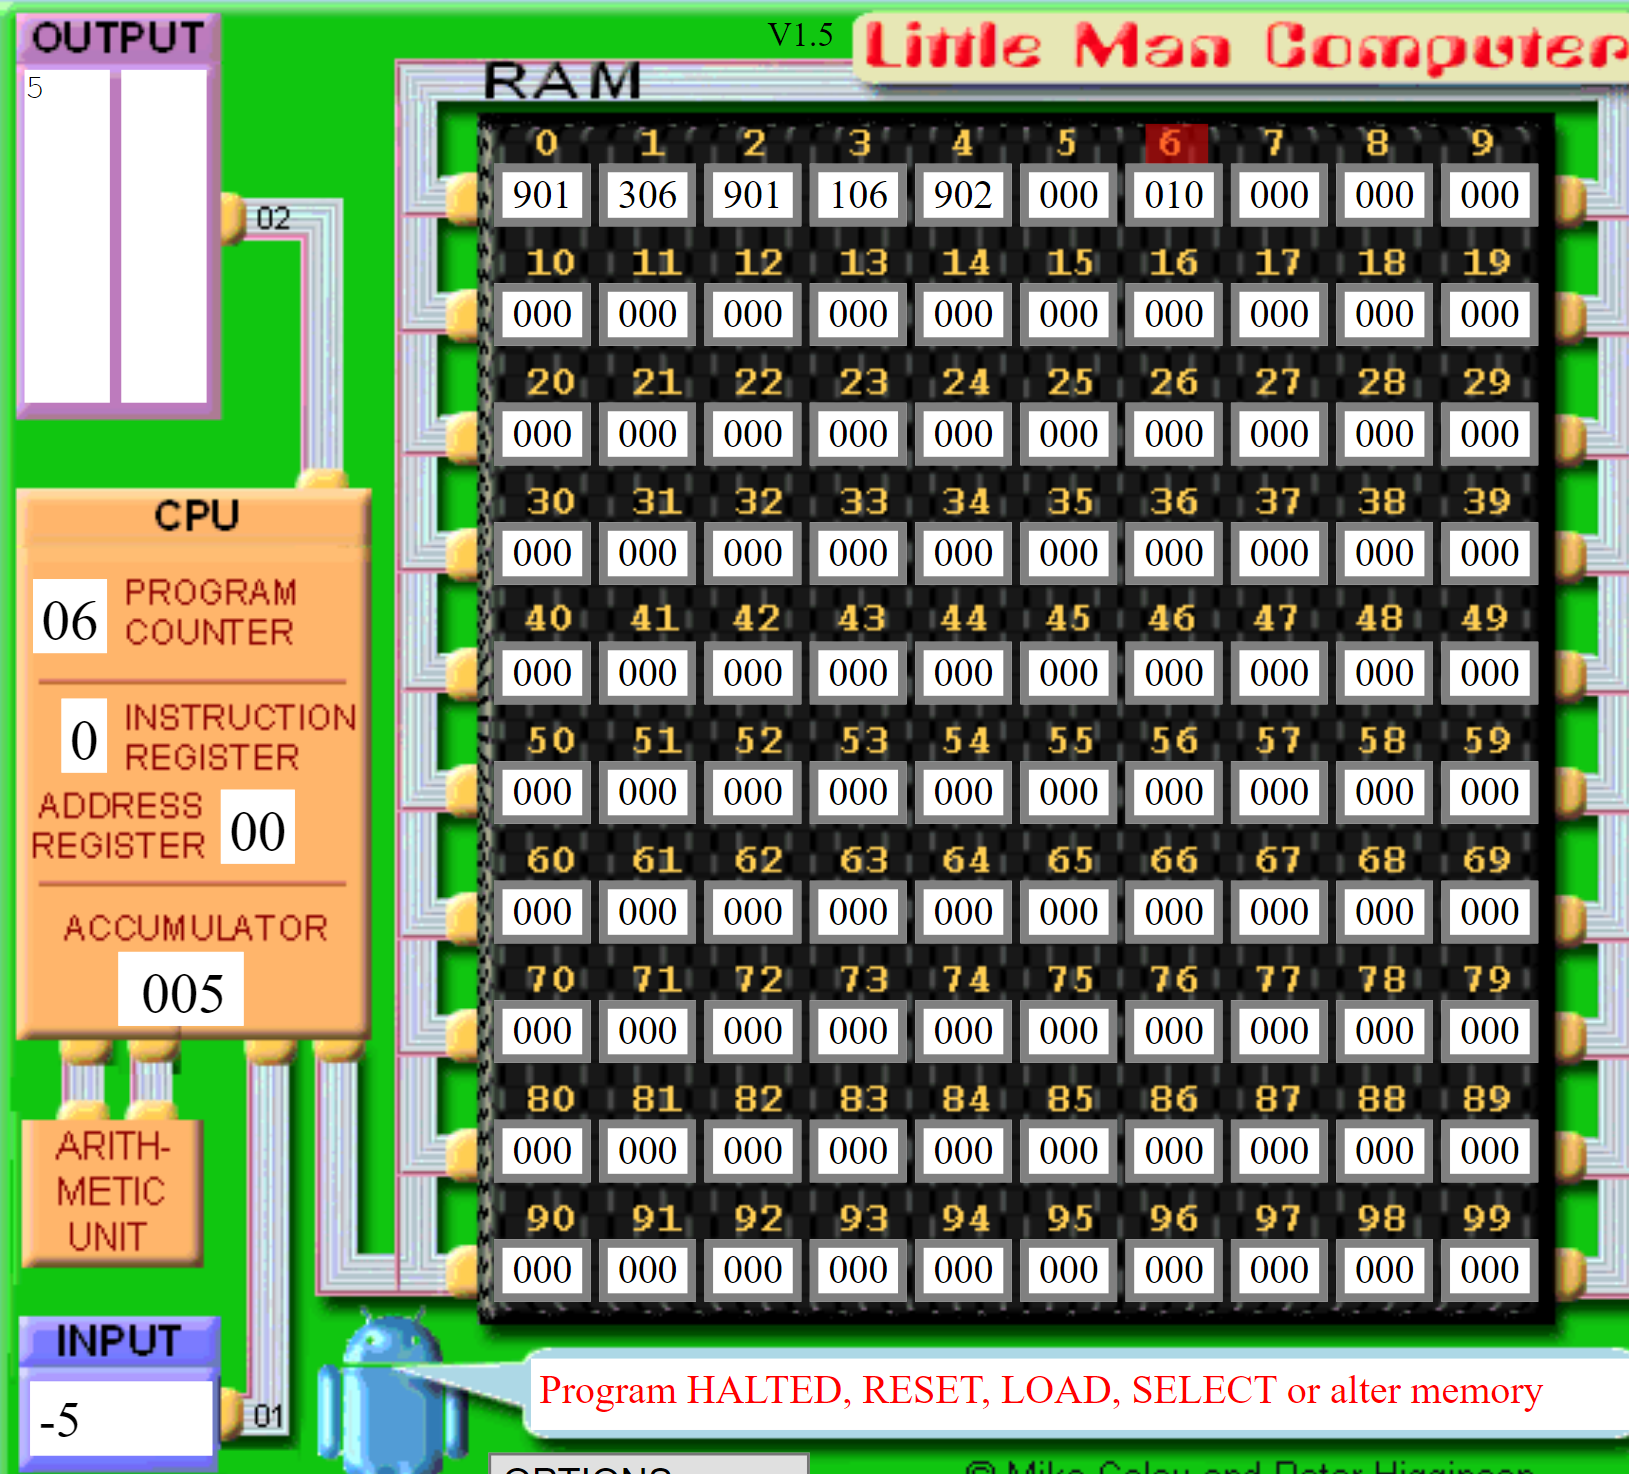 OUTPUT
5
02
V1.5
Little Man Computer
RAM
0 1 2 3 4 5 6 7 8 9
901 306 901 106 902 000 010 000 000 000
10 11 12 13 14 15 16 17 18 19
000 000 000 000 000 000 000 000 000 000
20 21 22 23 24 25 26 27 28 29
000 000 000 000 000 000 000 000 000 000
30 31 32 33 34 35 36 37 38 39
000 000 000 000 000 000 000 000 000 000
40 41 42 43 44 45 46 47 48 49
000 000 000 000 000 000 000 000 000 000
50 51 52 53 54 55 56 57 58 59
000 000 000 000 000 000 000 000 000 000
60 61 62 63 64 65 66 67 68 69
000 000 000 000 000 000 000 000 000 000
70 71 72 73 74 75 76 77 78 79
000 000 000 000 000 000 000 000 000 000
80 81 82 83 84 85 86 87 88 89
000 000 000 000 000 000 000 000 000 000
90 91 92 93 94 95 96 97 98 99
000 000 000 000 000 000 000 000 000 000
CPU
06
PROGRAM
COUNTER
0
INSTRUCTION
REGISTER
ADDRESS
REGISTER
00
ACCUMULATOR
005
ARITH-
METIC
UNIT
INPUT
-5
01
Program HALTED, RESET, LOAD, SELECT or alter memory
OPTIONS
© Mike Coley and Peter Higginson